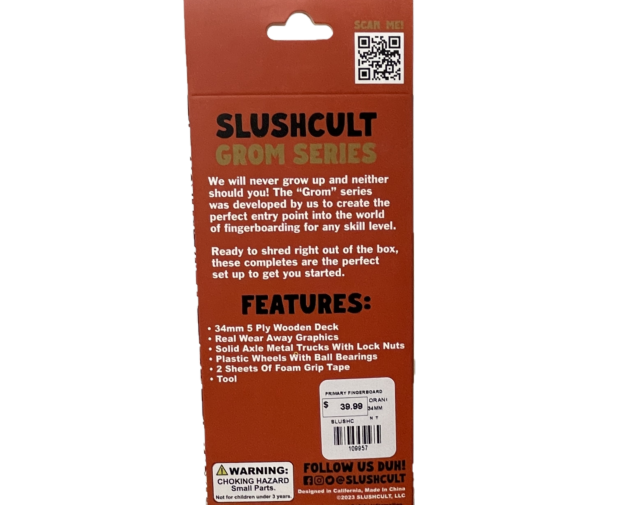 SCAN ME!
SLUSHCULT
GROM SERIES
We will never grow up and neither
should you! The “Grom” series
was developed by us to create the
perfect entry point into the world
of fingerboarding for any skill level.
Ready to shred right out of the box,
these completes are the perfect
set up to get you started.
FEATURES:
• 34mm 5 Ply Wooden Deck
• Real Wear Away Graphics
• Solid Axle Metal Trucks With Lock Nuts
• Plastic Wheels With Ball Bearings
• 2 Sheets Of Foam Grip Tape
• Tool
PRIMARY FINGERBOARD
ORANI
$ 39.99 34MM
SLUSHC N T
109957
WARNING:
CHOKING HAZARD
Small Parts.
Not for children under 3 years.
FOLLOW US DUH!
@SLUSHCULT
Designed in California, Made in China
©2023 SLUSHCULT, LLC